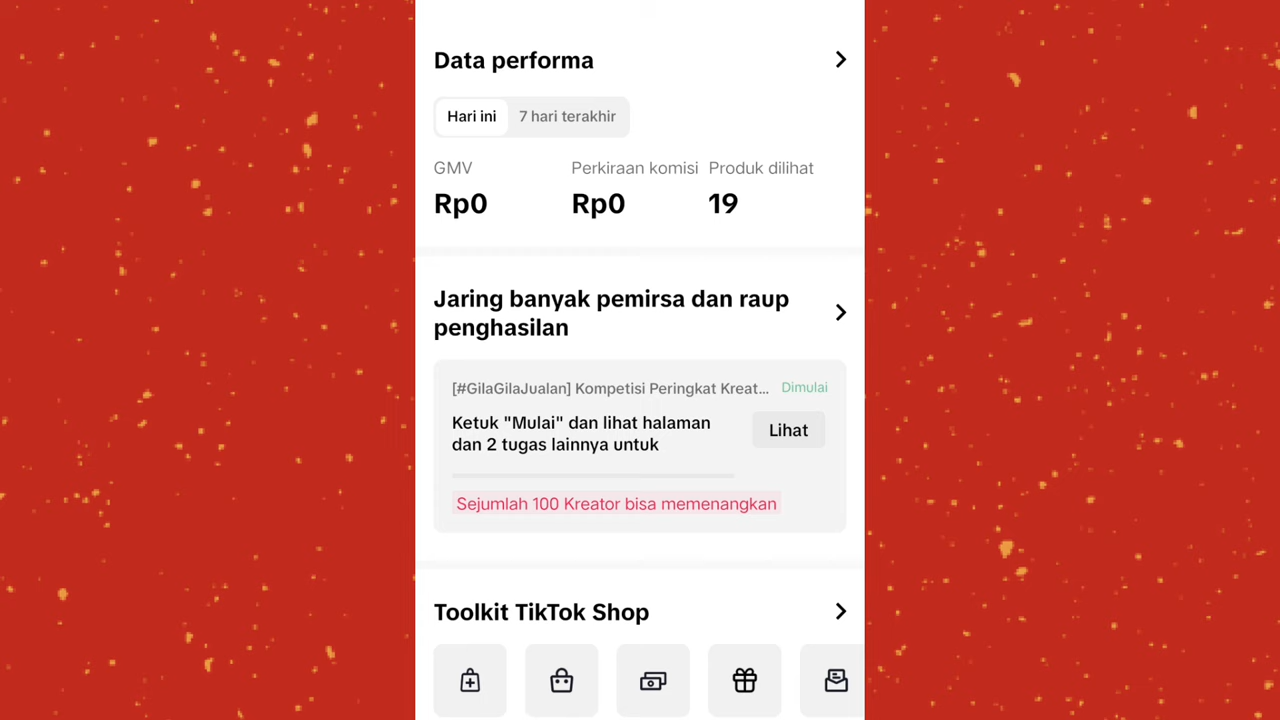 Data performa
Hari ini 7 hari terakhir
GMV Perkiraan komisi Produk dilihat
Rp0 Rp0 19
Jaring banyak pemirsa dan raup
penghasilan
[#GilaGilaJualan] Kompetisi Peringkat Kreat... Dimulai
Ketuk "Mulai" dan lihat halaman
dan 2 tugas lainnya untuk
Lihat
Sejumlah 100 Kreator bisa memenangkan
Toolkit TikTok Shop